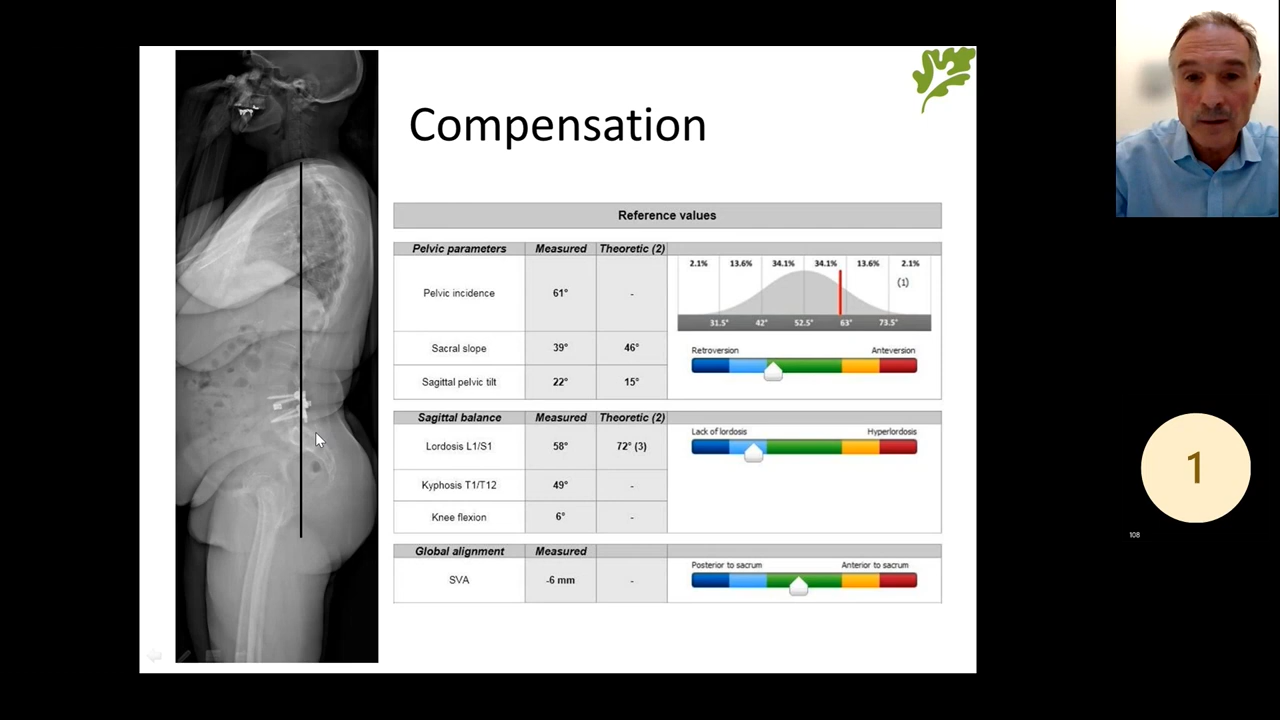 Compensation
Reference values
Pelvic parameters Measured Theoretic (2)
2.1% 13.6% 34.1% 34.1% 13.6% 2.1%
(1)
Pelvic incidence 61° -
31.5° 42° 52.5° 63° 73.5°
Retroversion Anteversion
Sacral slope 39° 46°
Sagittal pelvic tilt 22° 15°
Sagittal balance Measured Theoretic (2)
Lack of lordosis Hyperlordosis
Lordosis L1/S1 58° 72° (3)
Kyphosis T1/T12 49° -
Knee flexion 6° -
Global alignment Measured
Posterior to sacrum Anterior to sacrum
SVA -6 mm -
1
108